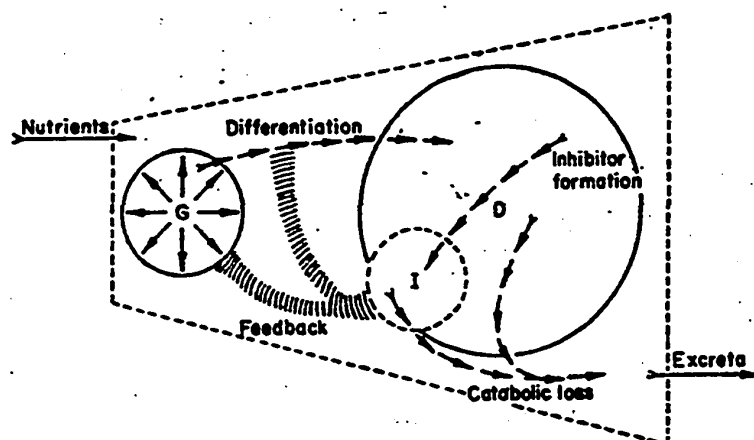 Nutrients
Differentiation
Inhibitor
formation
G
D
I
Feedback
Excreta
Catabolic loss